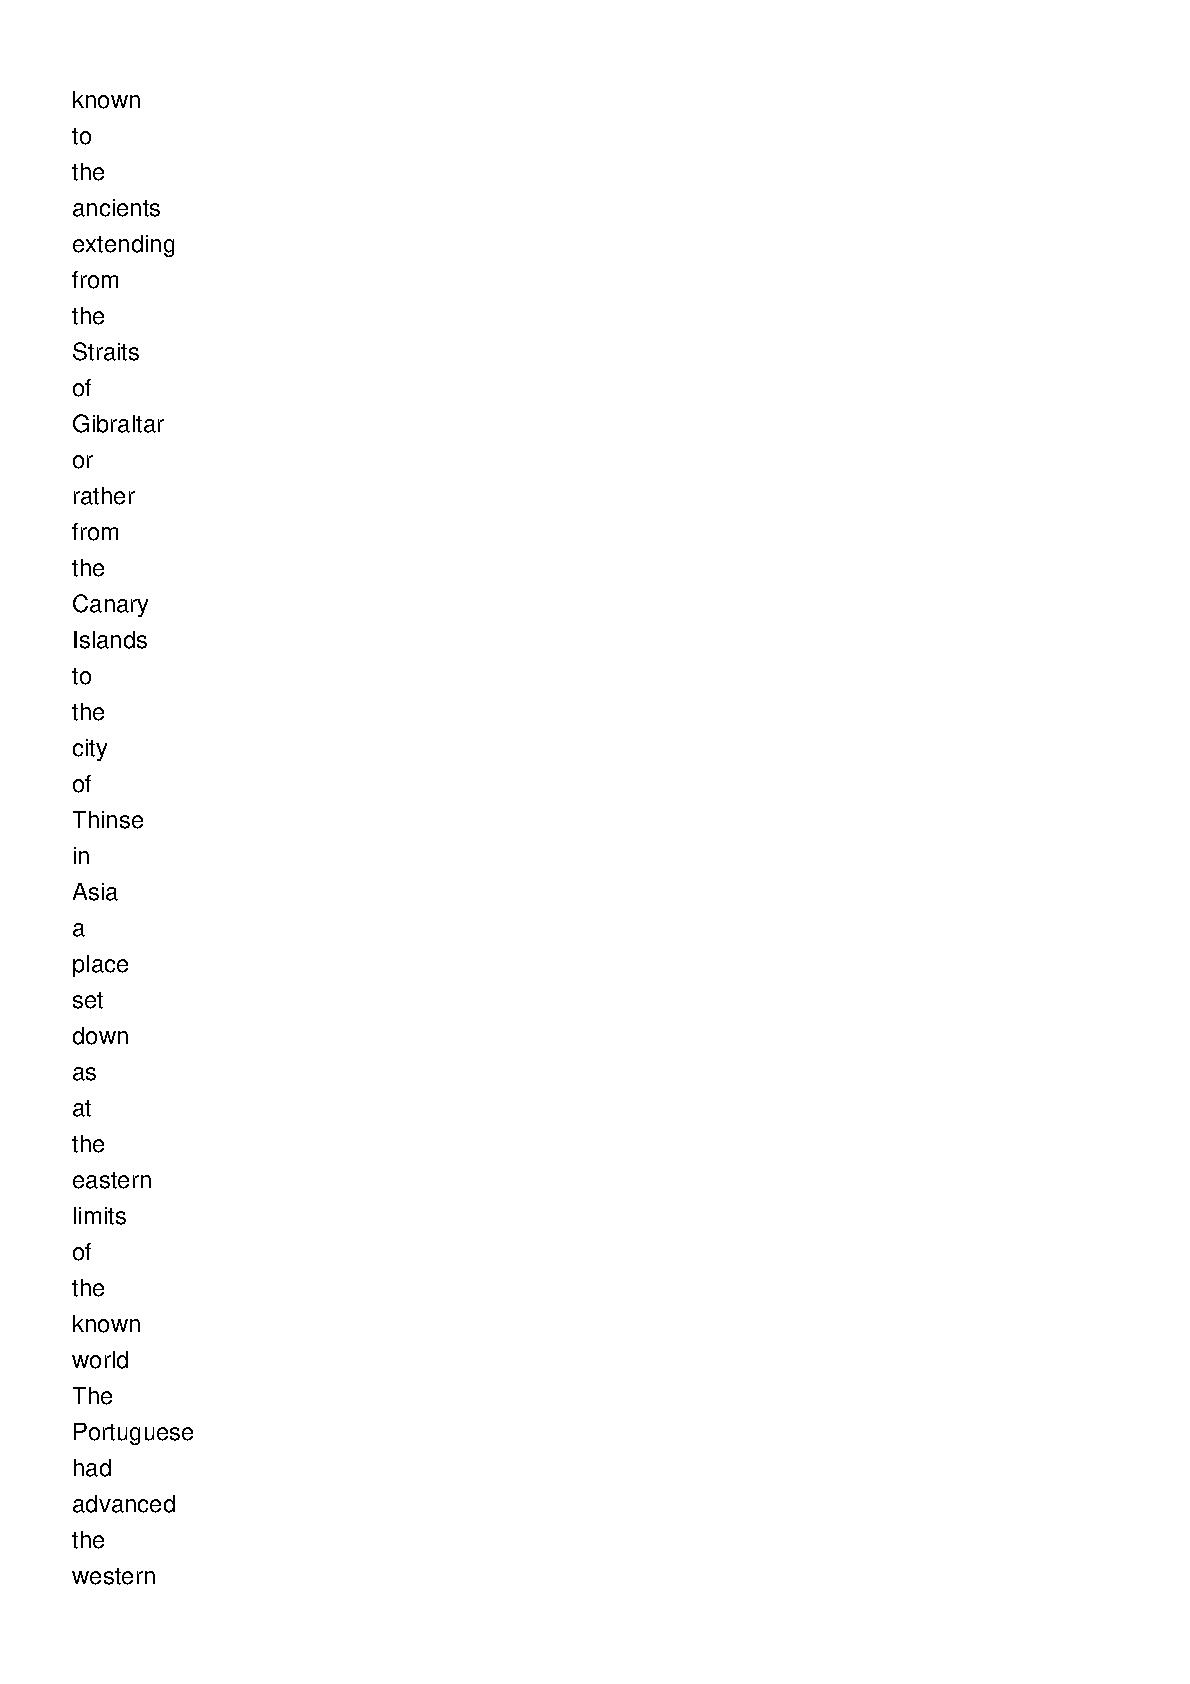 known
to
the
ancients
extending
from
the
Straits
of
Gibraltar
or
rather
from
the
Canary
Islands
to
the
city
of
Thinse
in
Asia
a
place
set
down
as
at
the
eastern
limits
of
the
known
world
The
Portuguese
had
advanced
the
western